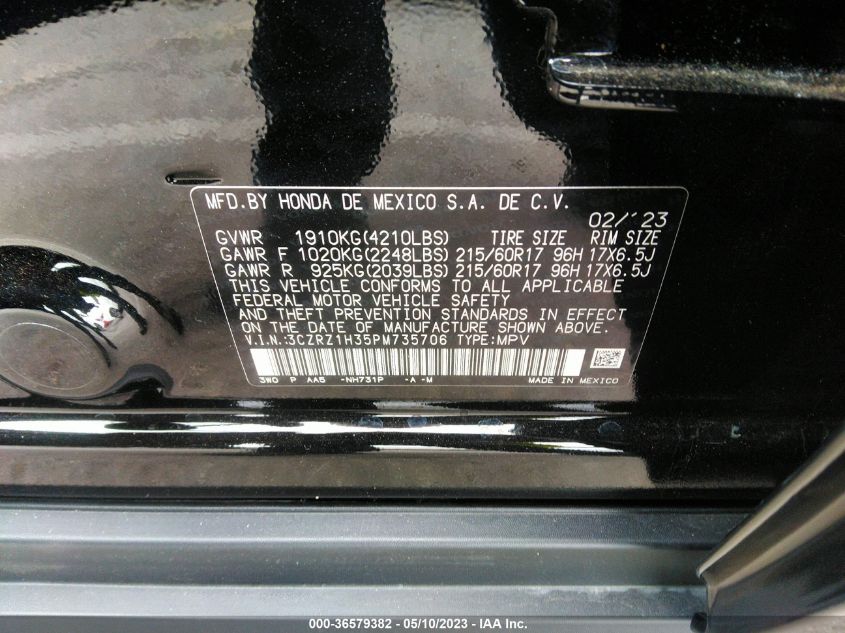 MFD.BY HONDA DE MEXICO S.A. DE C.V.
02/'23
GVWR 1910KG(4210LBS) TIRE SIZE RIM SIZE
GAWR F 1020KG(2248LBS) 215/60R17 96H 17X6.5J
GAWR R 925KG(2039LBS) 215/60R17 96H 17X6.5J
THIS VEHICLE CONFORMS TO ALL APPLICABLE
FEDERAL MOTOR VEHICLE SAFETY
AND THEFT PREVENTION STANDARDS IN EFFECT
ON THE DATE OF MANUFACTURE SHOWN ABOVE.
V.I.N.:3CZRZ1H35PM735706 TYPE:MPV
3W0 P AA5 -NH731P -A -M MADE IN MEXICO
000-36579382 - 05/10/2023 - IAA Inc.